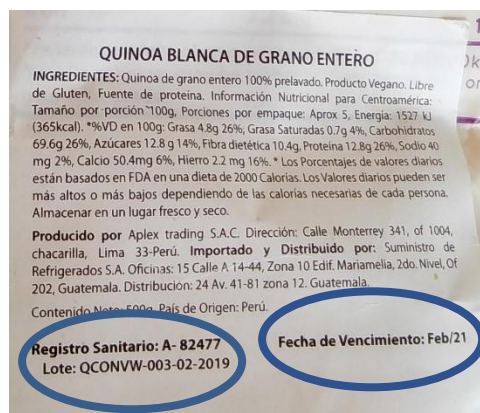 QUINOA BLANCA DE GRANO ENTERO
INGREDIENTES: Quinoa de grano entero 100% prelavado. Producto Vegano. Libre
de Gluten, Fuente de proteína. Información Nutricional para Centroamérica:
Tamaño por porción 100g, Porciones por empaque: Aprox 5, Energía: 1527 kJ
(365kcal). *%VD en 100g: Grasa 4.8g 26%, Grasa Saturadas 0.7g 4%, Carbohidratos
69.6g 26%, Azúcares 12.8 g 14%, Fibra dietética 10.4g, Proteína 12.8g 26%, Sodio 40
mg 2%, Calcio 50.4mg 6%, Hierro 2.2 mg 16%. * Los Porcentajes de valores diarios
están basados en FDA en una dieta de 2000 Calorías. Los Valores diarios pueden ser
más altos o más bajos dependiendo de las calorías necesarias de cada persona.
Almacenar en un lugar fresco y seco.
Producido por Aplex trading S.A.C. Dirección: Calle Monterrey 341, of 1004,
chacarilla, Lima 33-Perú. Importado y Distribuido por: Suministro de
Refrigerados S.A. Oficinas: 15 Calle A 14-44, Zona 10 Edif. Mariamelia, 2do. Nivel, Of
202, Guatemala. Distribución: 24 Av. 41-81 zona 12. Guatemala.
Contenido Neto: 500g. País de Origen: Perú.
Registro Sanitario: A- 82477
Lote: QCONVW-003-02-2019
Fecha de Vencimiento: Feb/21